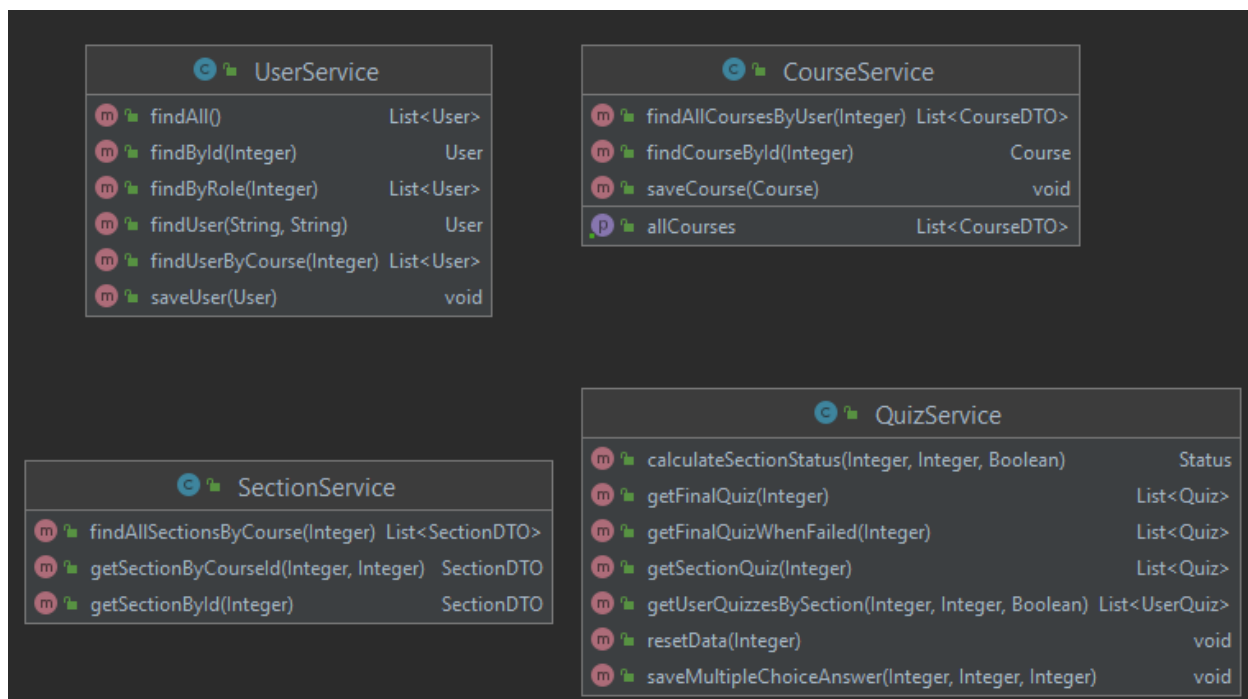 UserService
findAll() List<User>
findById(Integer) User
findByRole(Integer) List<User>
findUser(String, String) User
findUserByCourse(Integer) List<User>
saveUser(User) void
CourseService
findAllCoursesByUser(Integer) List<CourseDTO>
findCourseById(Integer) Course
saveCourse(Course) void
allCourses List<CourseDTO>
SectionService
findAllSectionsByCourse(Integer) List<SectionDTO>
getSectionByCourseId(Integer, Integer) SectionDTO
getSectionById(Integer) SectionDTO
QuizService
calculateSectionStatus(Integer, Integer, Boolean) Status
getFinalQuiz(Integer) List<Quiz>
getFinalQuizWhenFailed(Integer) List<Quiz>
getSectionQuiz(Integer) List<Quiz>
getUserQuizzesBySection(Integer, Integer, Boolean) List<UserQuiz>
resetData(Integer) void
saveMultipleChoiceAnswer(Integer, Integer, Integer) void